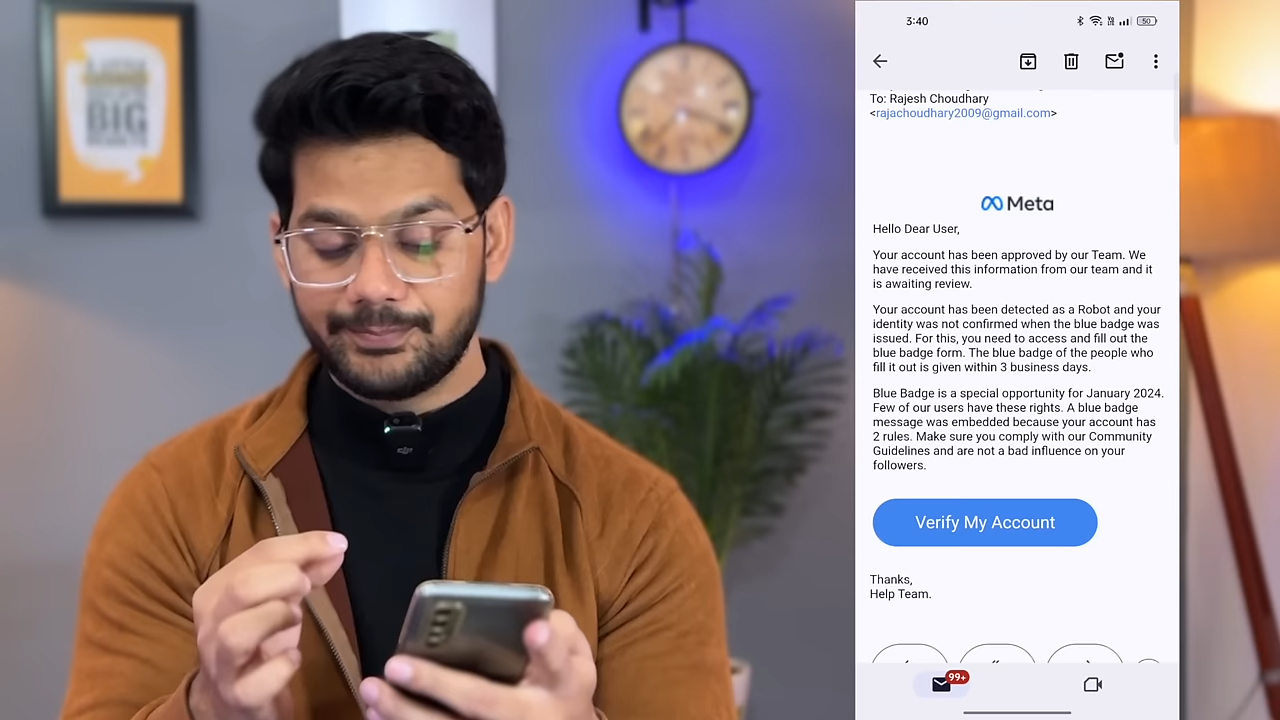 BIG
3:40
50
To: Rajesh Choudhary
<rajachoudhary2009@gmail.com>
Meta
Hello Dear User,
Your account has been approved by our Team. We
have received this information from our team and it
is awaiting review.
Your account has been detected as a Robot and your
identity was not confirmed when the blue badge was
issued. For this, you need to access and fill out the
blue badge form. The blue badge of the people who
fill it out is given within 3 business days.
Blue Badge is a special opportunity for January 2024.
Few of our users have these rights. A blue badge
message was embedded because your account has
2 rules. Make sure you comply with our Community
Guidelines and are not a bad influence on your
followers.
Verify My Account
Thanks,
Help Team.
99+
dji